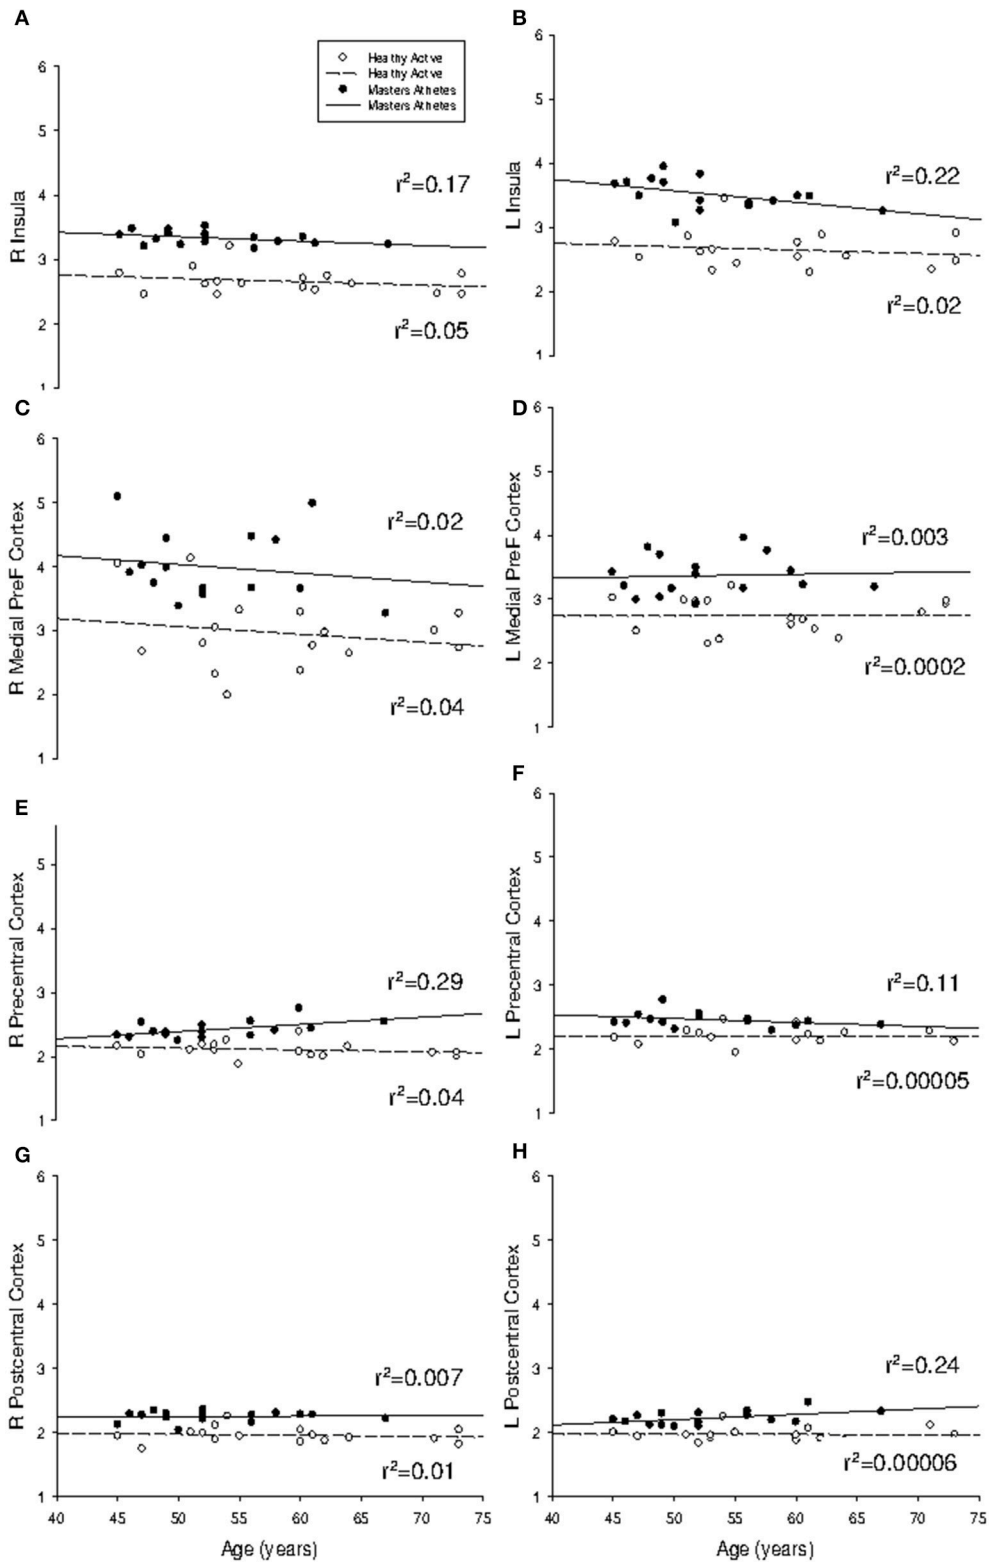 A
Healthy Active
Healthy Active
Masters Athetes
Masters Athetes
R Insula
6
5
4
3
2
1
r²=0.17
r²=0.05
B
L Insula
6
5
4
3
2
1
r²=0.22
r²=0.02
C
R Medial PreF Cortex
6
5
4
3
2
1
r²=0.02
r²=0.04
D
L Medial PreF Cortex
6
5
4
3
2
1
r²=0.003
r²=0.0002
E
R Precentral Cortex
5
4
3
2
1
r²=0.29
r²=0.04
F
L Precentral Cortex
6
5
4
3
2
1
r²=0.11
r²=0.00005
G
R Postcentral Cortex
6
5
4
3
2
1
r²=0.007
r²=0.01
40 45 50 55 60 65 70 75
Age (years)
H
L Postcentral Cortex
6
5
4
3
2
1
r²=0.24
r²=0.00006
40 45 50 55 60 65 70 75
Age (years)